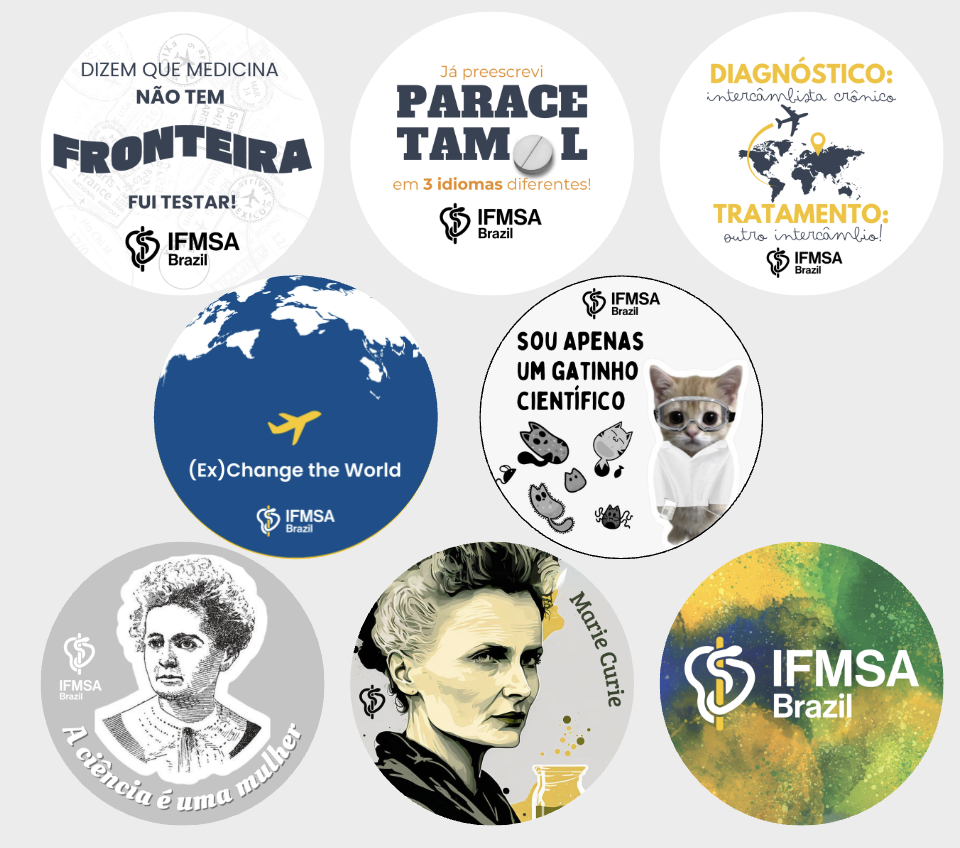 DIZEM QUE MEDICINA
NÃO TEM
FRONTEIRA
FUI TESTAR!
IFMSA
Brazil
Já preescrevi
PARACE
TAMOL
em 3 idiomas diferentes!
IFMSA
Brazil
DIAGNÓSTICO:
intercâmbista crônico
TRATAMENTO:
outro intercâmbio!
IFMSA
Brazil
(Ex)Change the World
IFMSA
Brazil
IFMSA
Brazil
SOU APENAS
UM GATINHO
CIENTÍFICO
IFMSA
Brazil
A ciência é uma mulher
Marie Curie
IFMSA
Brazil